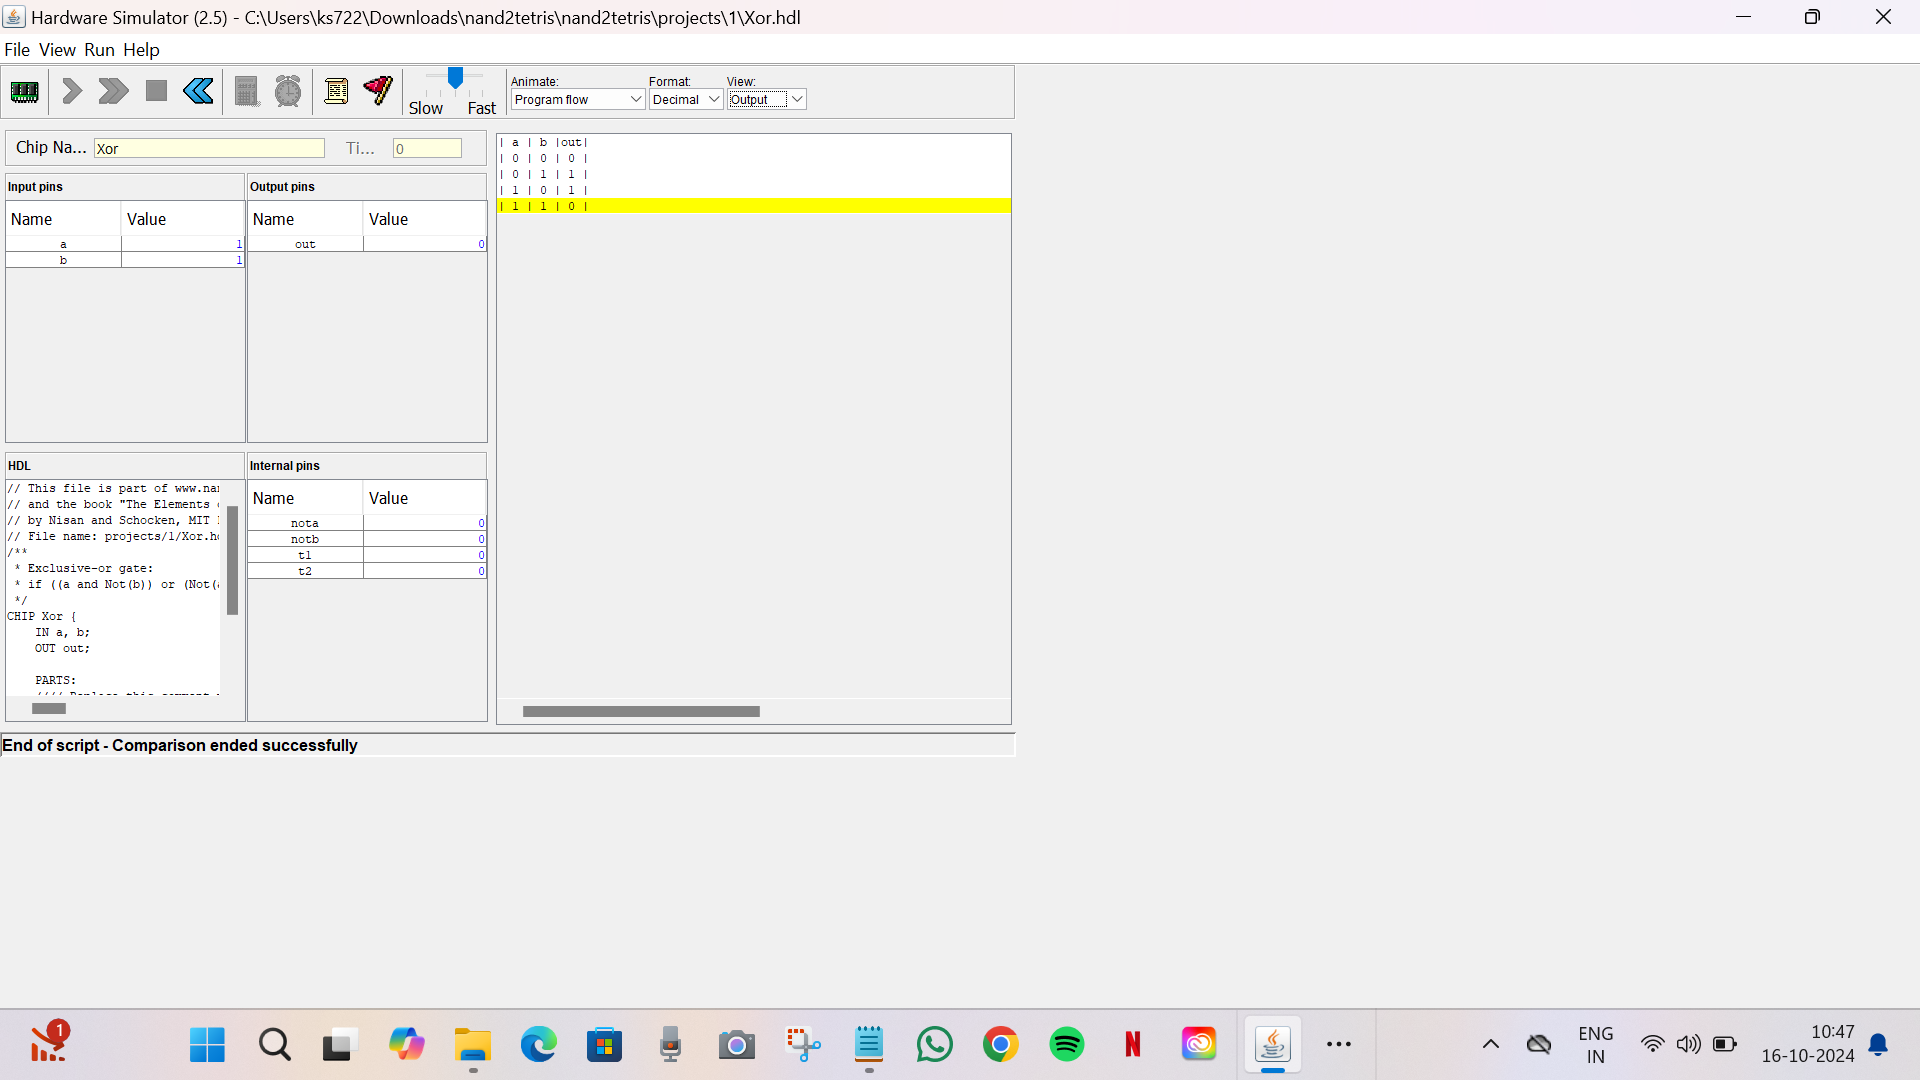 Hardware Simulator (2.5) - C:\Users\ks722\Downloads\nand2tetris\nand2tetris\projects\1\Xor.hdl
File View Run Help
Animate: Format: View:
Program flow Decimal Output
Slow Fast
Chip Na... Xor Ti... 0
Input pins Output pins
Name Value Name Value
a 1 out 0
b 1
| a | b |out|
| 0 | 0 | 0 |
| 0 | 1 | 1 |
| 1 | 0 | 1 |
| 1 | 1 | 0 |
HDL
// This file is part of www.na
// and the book "The Elements
// by Nisan and Schocken, MIT
// File name: projects/1/Xor.h
/**
* Exclusive-or gate:
* if ((a and Not(b)) or (Not(
*/
CHIP Xor {
IN a, b;
OUT out;
PARTS:
Internal pins
Name Value
nota 0
notb 0
t1 0
t2 0
End of script - Comparison ended successfully
1
N
ENG
IN
10:47
16-10-2024